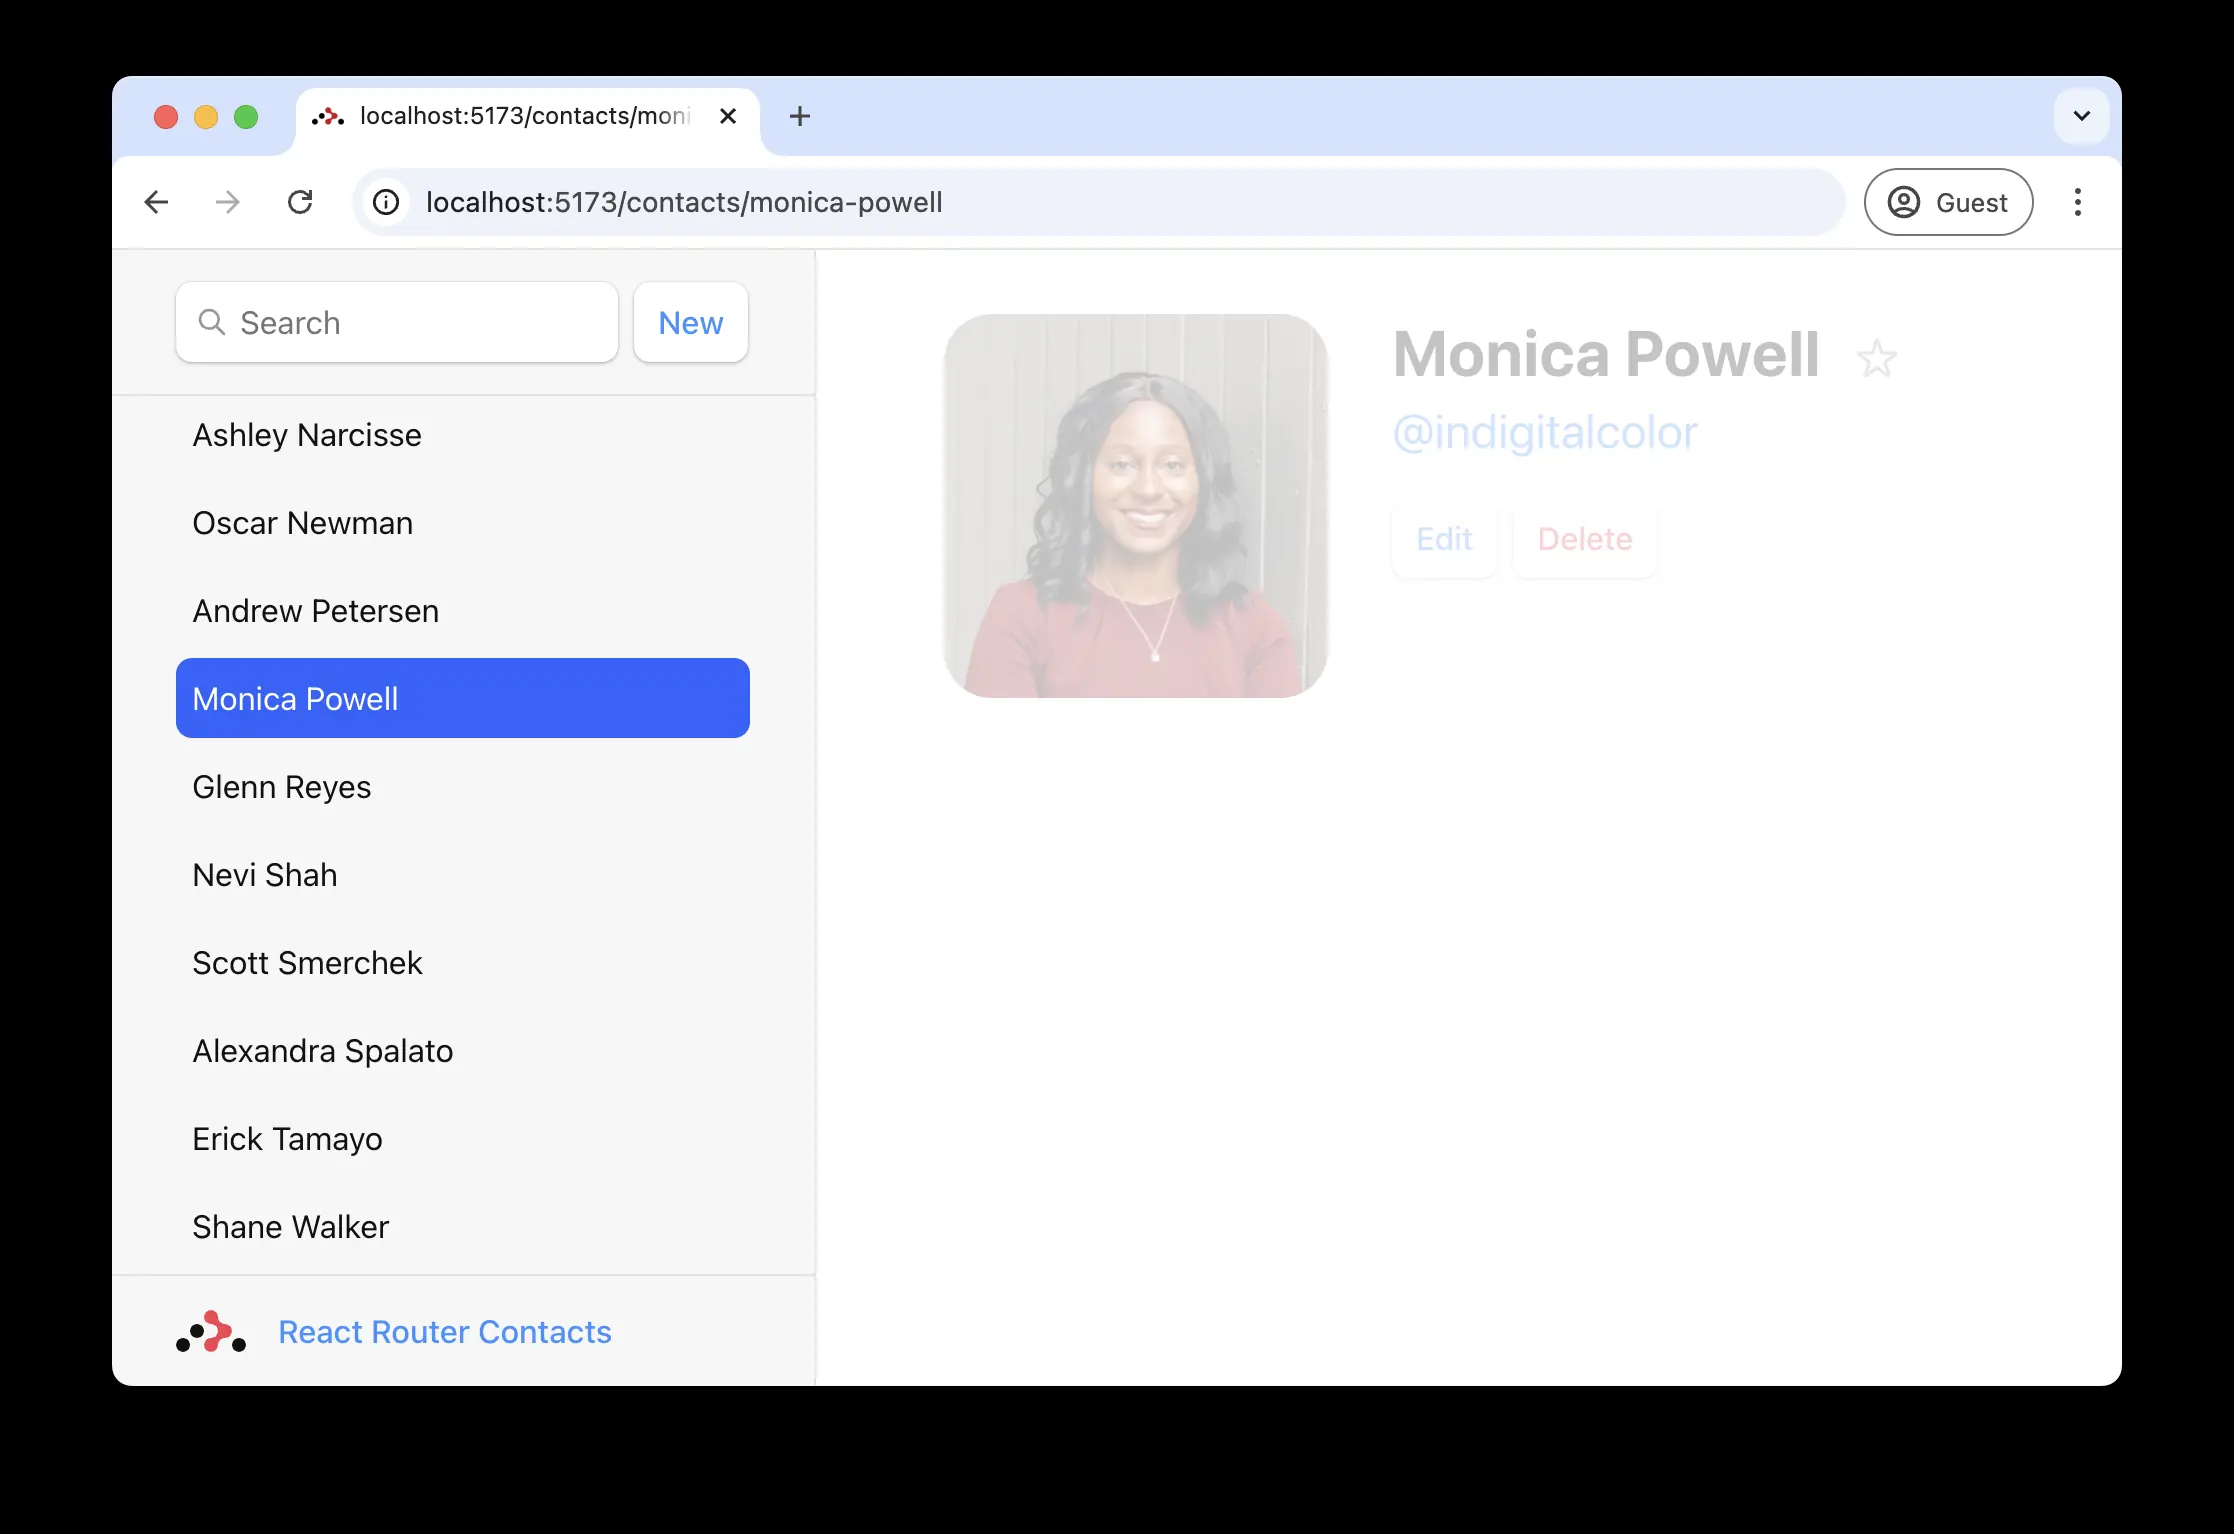 localhost:5173/contacts/moni
localhost:5173/contacts/monica-powell
Guest
Search
New
Ashley Narcisse
Oscar Newman
Andrew Petersen
Monica Powell
Glenn Reyes
Nevi Shah
Scott Smerchek
Alexandra Spalato
Erick Tamayo
Shane Walker
React Router Contacts
Monica Powell
@indigitalcolor
Edit
Delete